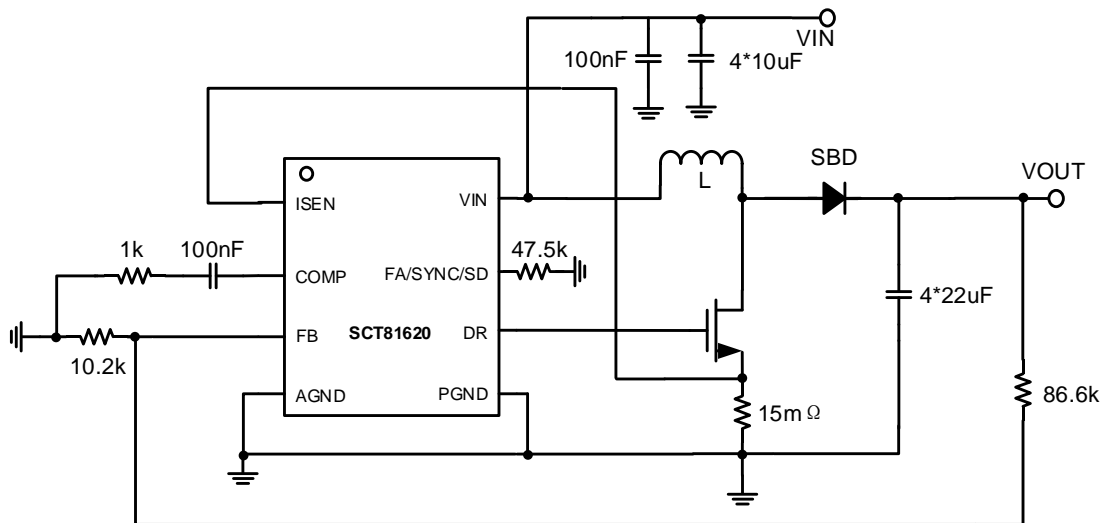 VIN
100nF
4*10uF
SBD
VOUT
L
ISEN
VIN
1k
100nF
47.5k
COMP
FA/SYNC/SD
4*22uF
FB
SCT81620
DR
10.2k
AGND
PGND
86.6k
15mΩ